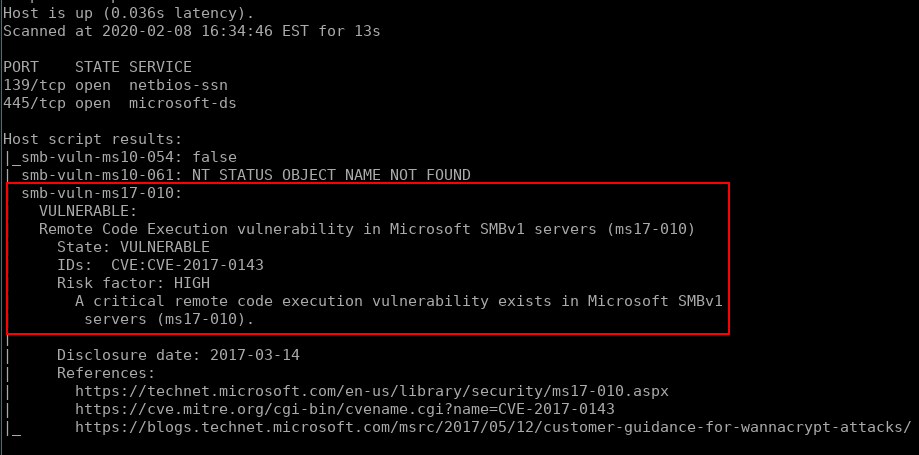 Host is up (0.036s latency).
Scanned at 2020-02-08 16:34:46 EST for 13s
PORT    STATE SERVICE
139/tcp open  netbios-ssn
445/tcp open  microsoft-ds
Host script results:
|_smb-vuln-ms10-054: false
|_smb-vuln-ms10-061: NT_STATUS_OBJECT_NAME_NOT_FOUND
| smb-vuln-ms17-010:
|   VULNERABLE:
|   Remote Code Execution vulnerability in Microsoft SMBv1 servers (ms17-010)
|     State: VULNERABLE
|     IDs:  CVE:CVE-2017-0143
|     Risk factor: HIGH
|       A critical remote code execution vulnerability exists in Microsoft SMBv1
|        servers (ms17-010).
|
|     Disclosure date: 2017-03-14
|     References:
|       https://technet.microsoft.com/en-us/library/security/ms17-010.aspx
|       https://cve.mitre.org/cgi-bin/cvename.cgi?name=CVE-2017-0143
|_      https://blogs.technet.microsoft.com/msrc/2017/05/12/customer-guidance-for-wannacrypt-attacks/